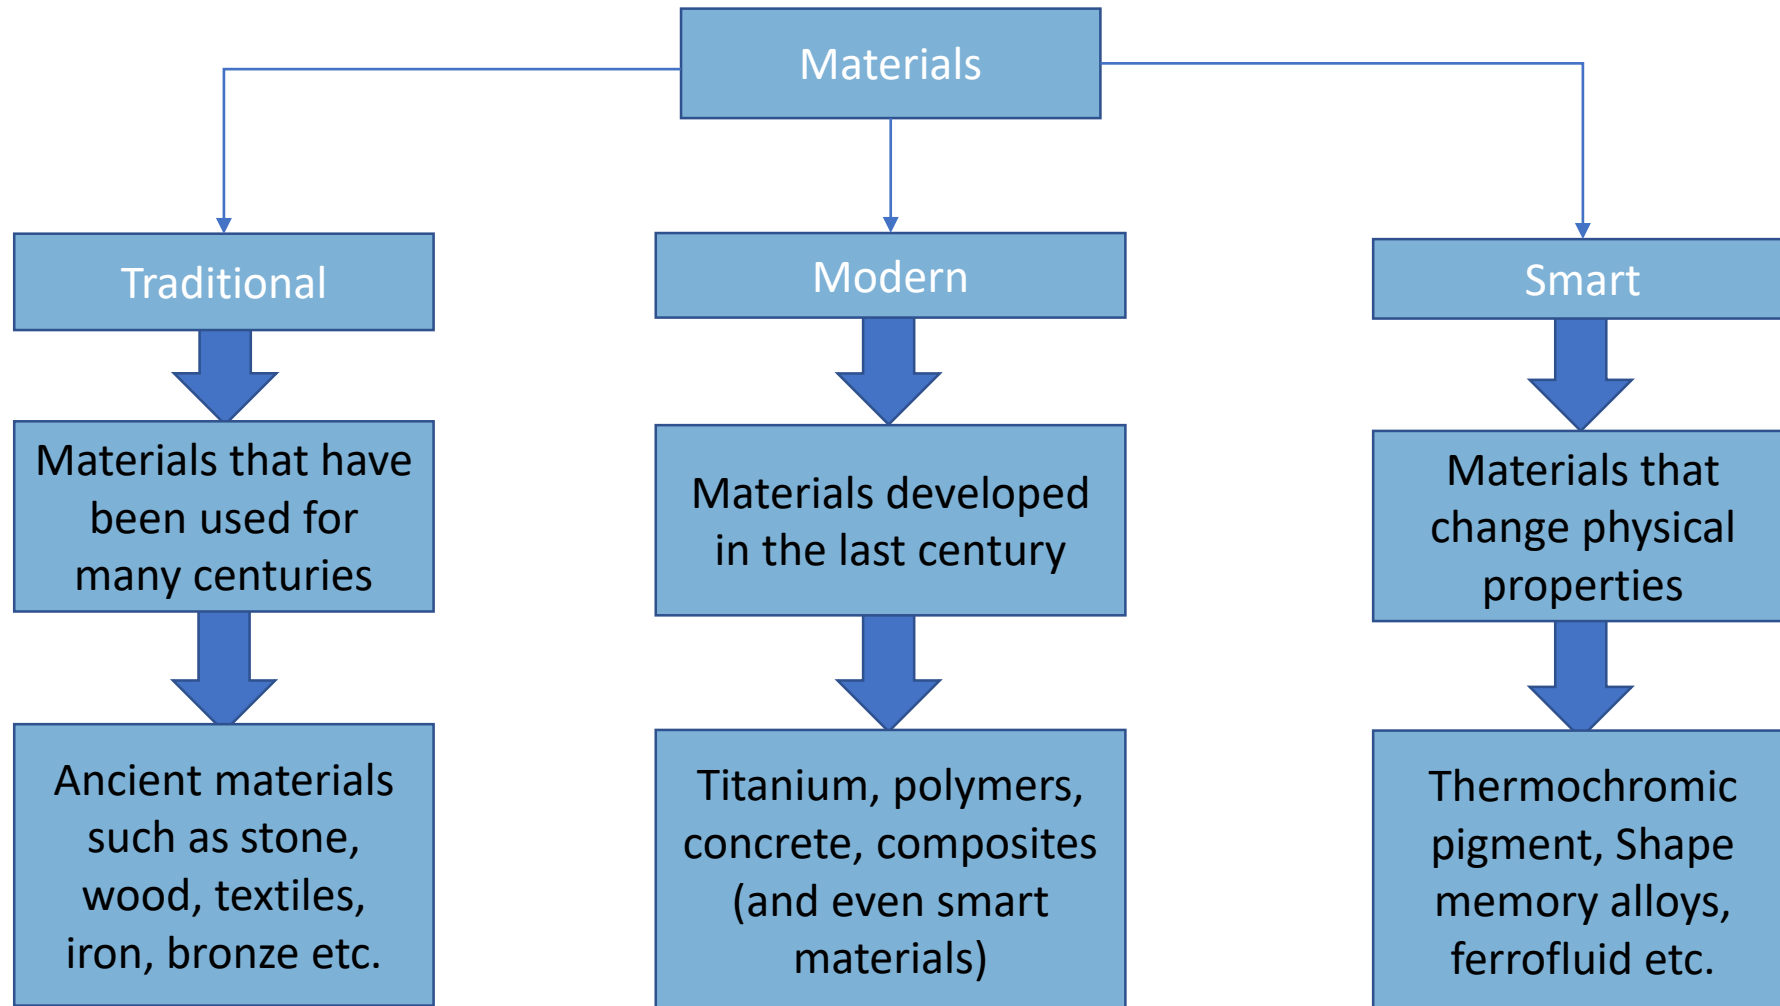 Materials
Traditional
Modern
Smart
Materials that have
been used for
many centuries
Materials developed
in the last century
Materials that
change physical
properties
Ancient materials
such as stone,
wood, textiles,
iron, bronze etc.
Titanium, polymers,
concrete, composites
(and even smart
materials)
Thermochromic
pigment, Shape
memory alloys,
ferrofluid etc.